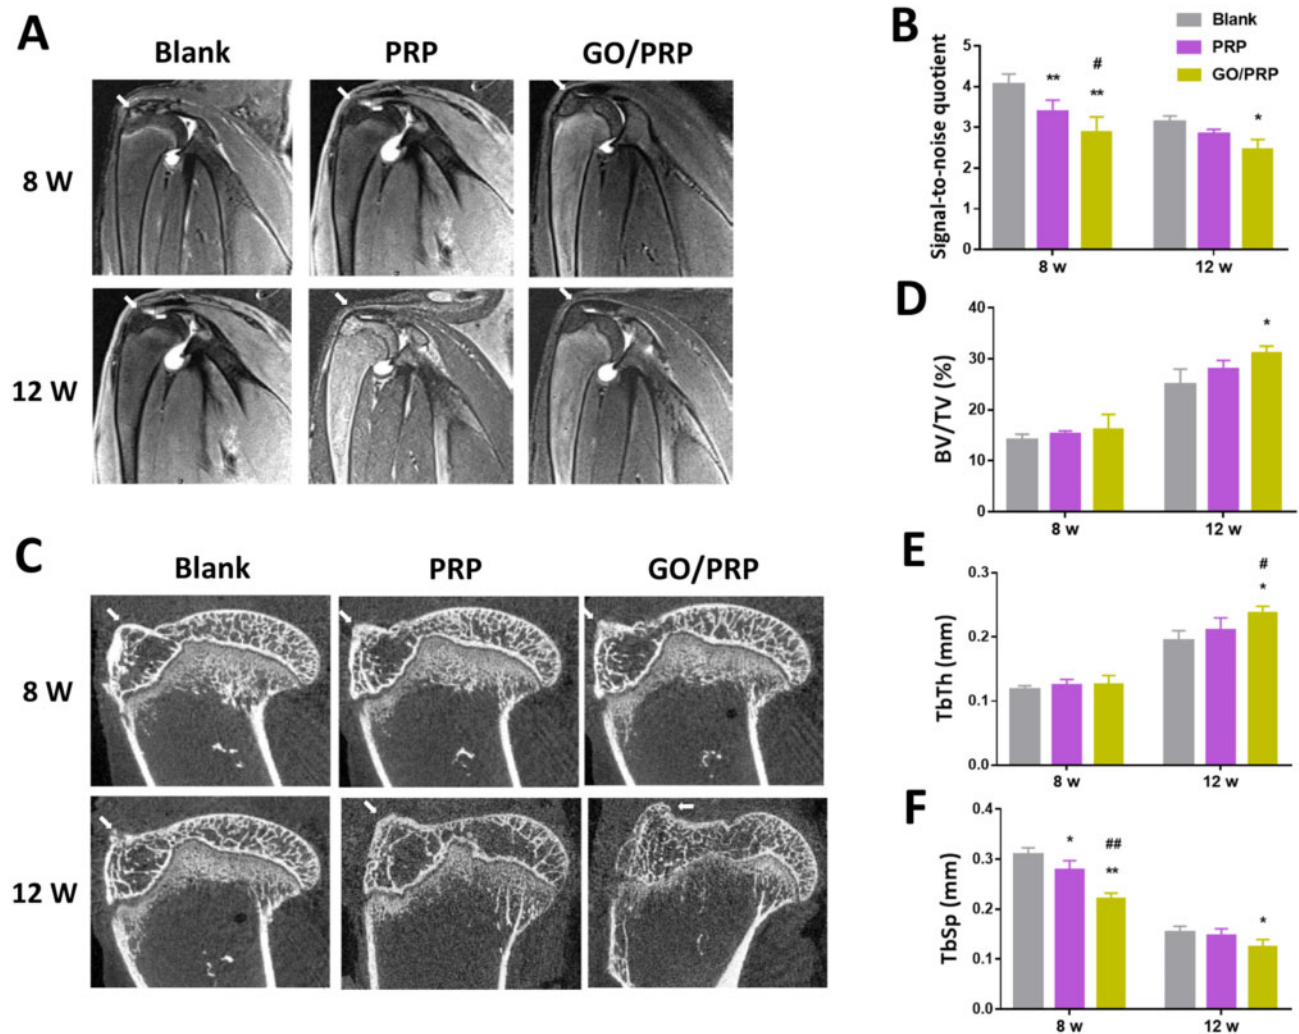 A
Blank
PRP
GO/PRP
8 W
12 W
B
Blank
PRP
GO/PRP
Signal-to-noise quotient
5
4
3
2
1
0
**
#
**
*
8 w
12 w
C
Blank
PRP
GO/PRP
8 W
12 W
D
BV/TV (%)
40
30
20
10
0
*
8 w
12 w
E
TbTh (mm)
0.3
0.2
0.1
0.0
#
*
8 w
12 w
F
TbSp (mm)
0.4
0.3
0.2
0.1
0.0
*
##
**
*
8 w
12 w